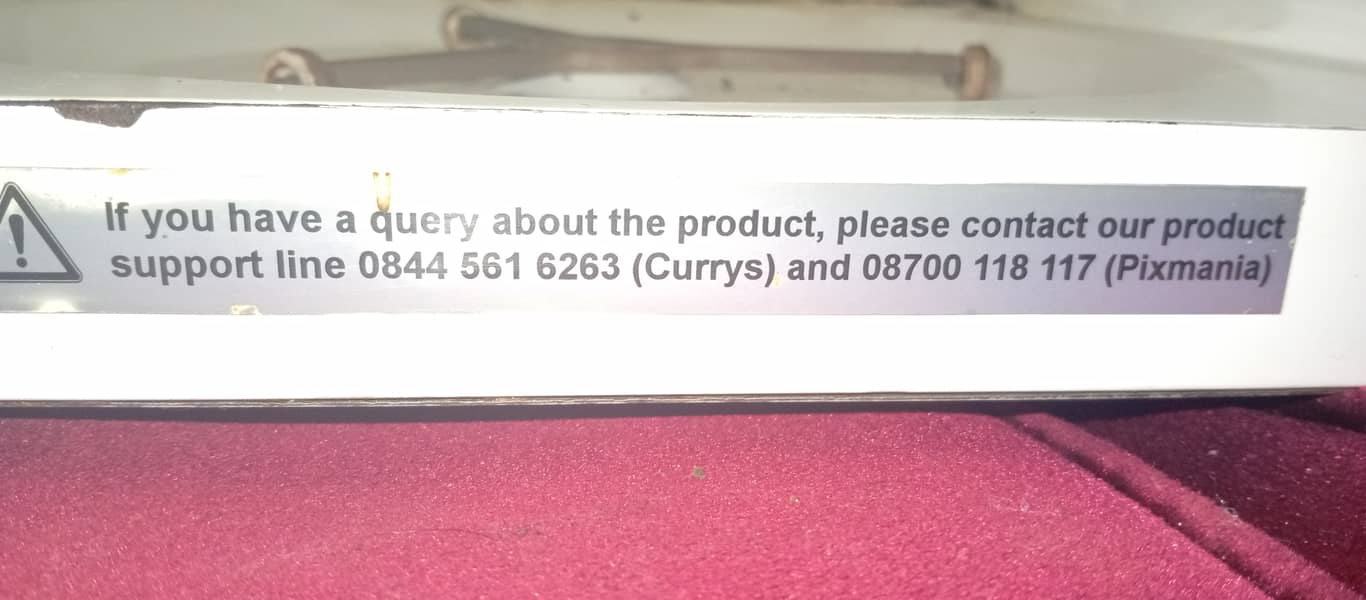 If you have a query about the product, please contact our product
support line 0844 561 6263 (Currys) and 08700 118 117 (Pixmania)